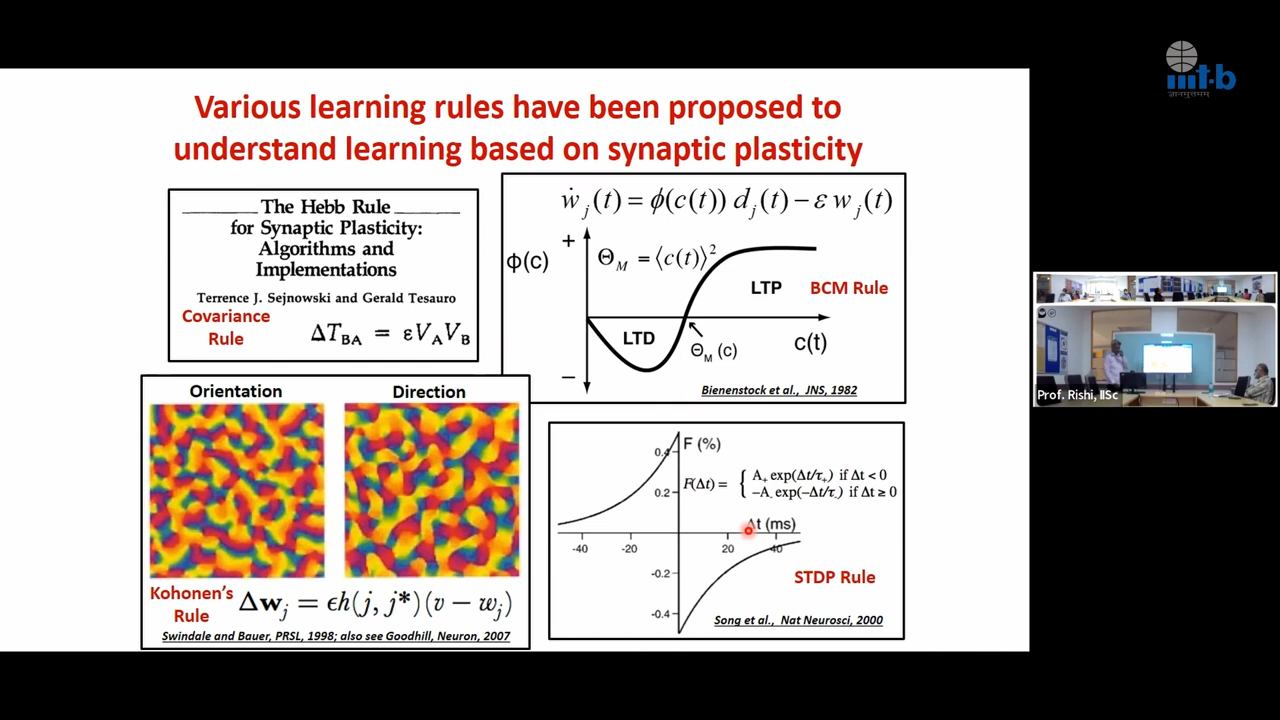 Various learning rules have been proposed to
understand learning based on synaptic plasticity
The Hebb Rule
for Synaptic Plasticity:
Algorithms and
Implementations
Terrence J. Sejnowski and Gerald Tesauro
Covariance
Rule
ΔT_BA = εV_A V_B
ẇ_j(t) = ϕ(c(t)) d_j(t) − ε w_j(t)
+
ϕ(c)
Θ_M = ⟨c(t)⟩²
LTP
BCM Rule
LTD
Θ_M (c)
c(t)
−
Bienenstock et al., JNS, 1982
Orientation
Direction
Kohonen's
Rule
Δw_j = ϵh(j, j*)(v − w_j)
Swindale and Bauer, PRSL, 1998; also see Goodhill, Neuron, 2007
F (%)
0.4
F(Δt) = { A₊ exp(Δt/τ₊) if Δt < 0
−A₋ exp(−Δt/τ₋) if Δt ≥ 0
0.2
Δt (ms)
-40 -20 20 40
-0.2
STDP Rule
-0.4
Song et al., Nat Neurosci, 2000
iiit-b
ज्ञानमुत्तमम्
Prof. Rishi, IISc